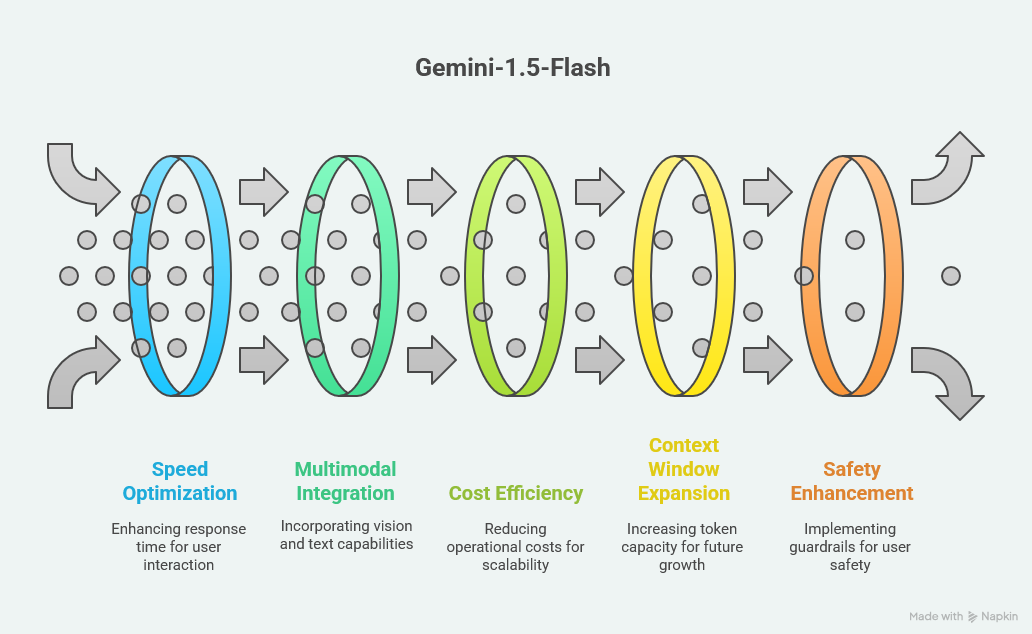 Gemini-1.5-Flash
Speed
Optimization
Enhancing response
time for user
interaction
Multimodal
Integration
Incorporating vision
and text capabilities
Cost Efficiency
Reducing
operational costs for
scalability
Context
Window
Expansion
Increasing token
capacity for future
growth
Safety
Enhancement
Implementing
guardrails for user
safety
Made with Napkin